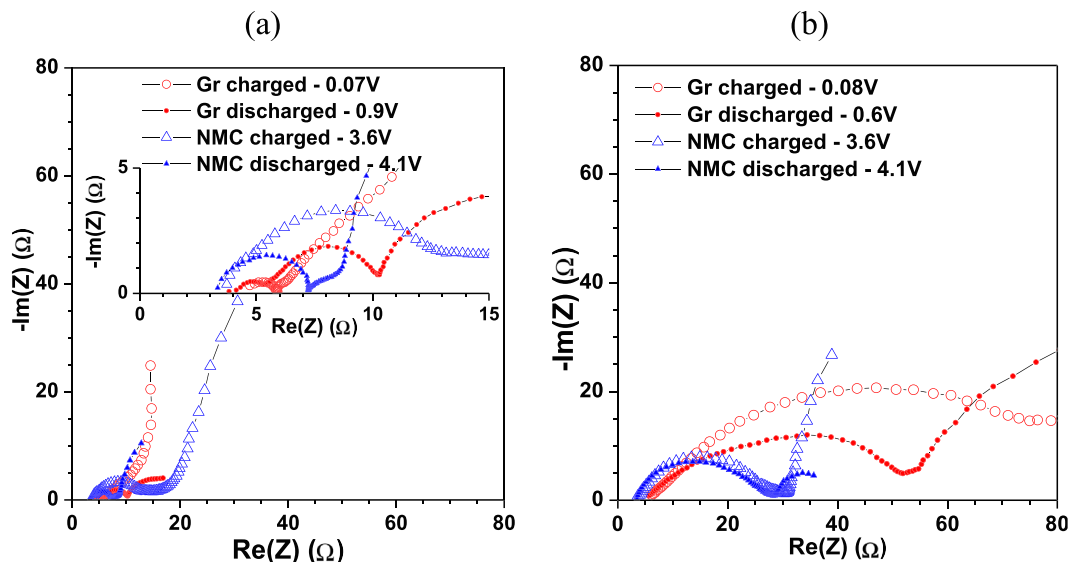 (a)
Gr charged - 0.07V
Gr discharged - 0.9V
NMC charged - 3.6V
NMC discharged - 4.1V
80
60
40
20
0
-Im(Z) (Ω)
5
0
-Im(Z) (Ω)
0 5 10 15
Re(Z) (Ω)
0 20 40 60 80
Re(Z) (Ω)
(b)
Gr charged - 0.08V
Gr discharged - 0.6V
NMC charged - 3.6V
NMC discharged - 4.1V
80
60
40
20
0
-Im(Z) (Ω)
0 20 40 60 80
Re(Z) (Ω)